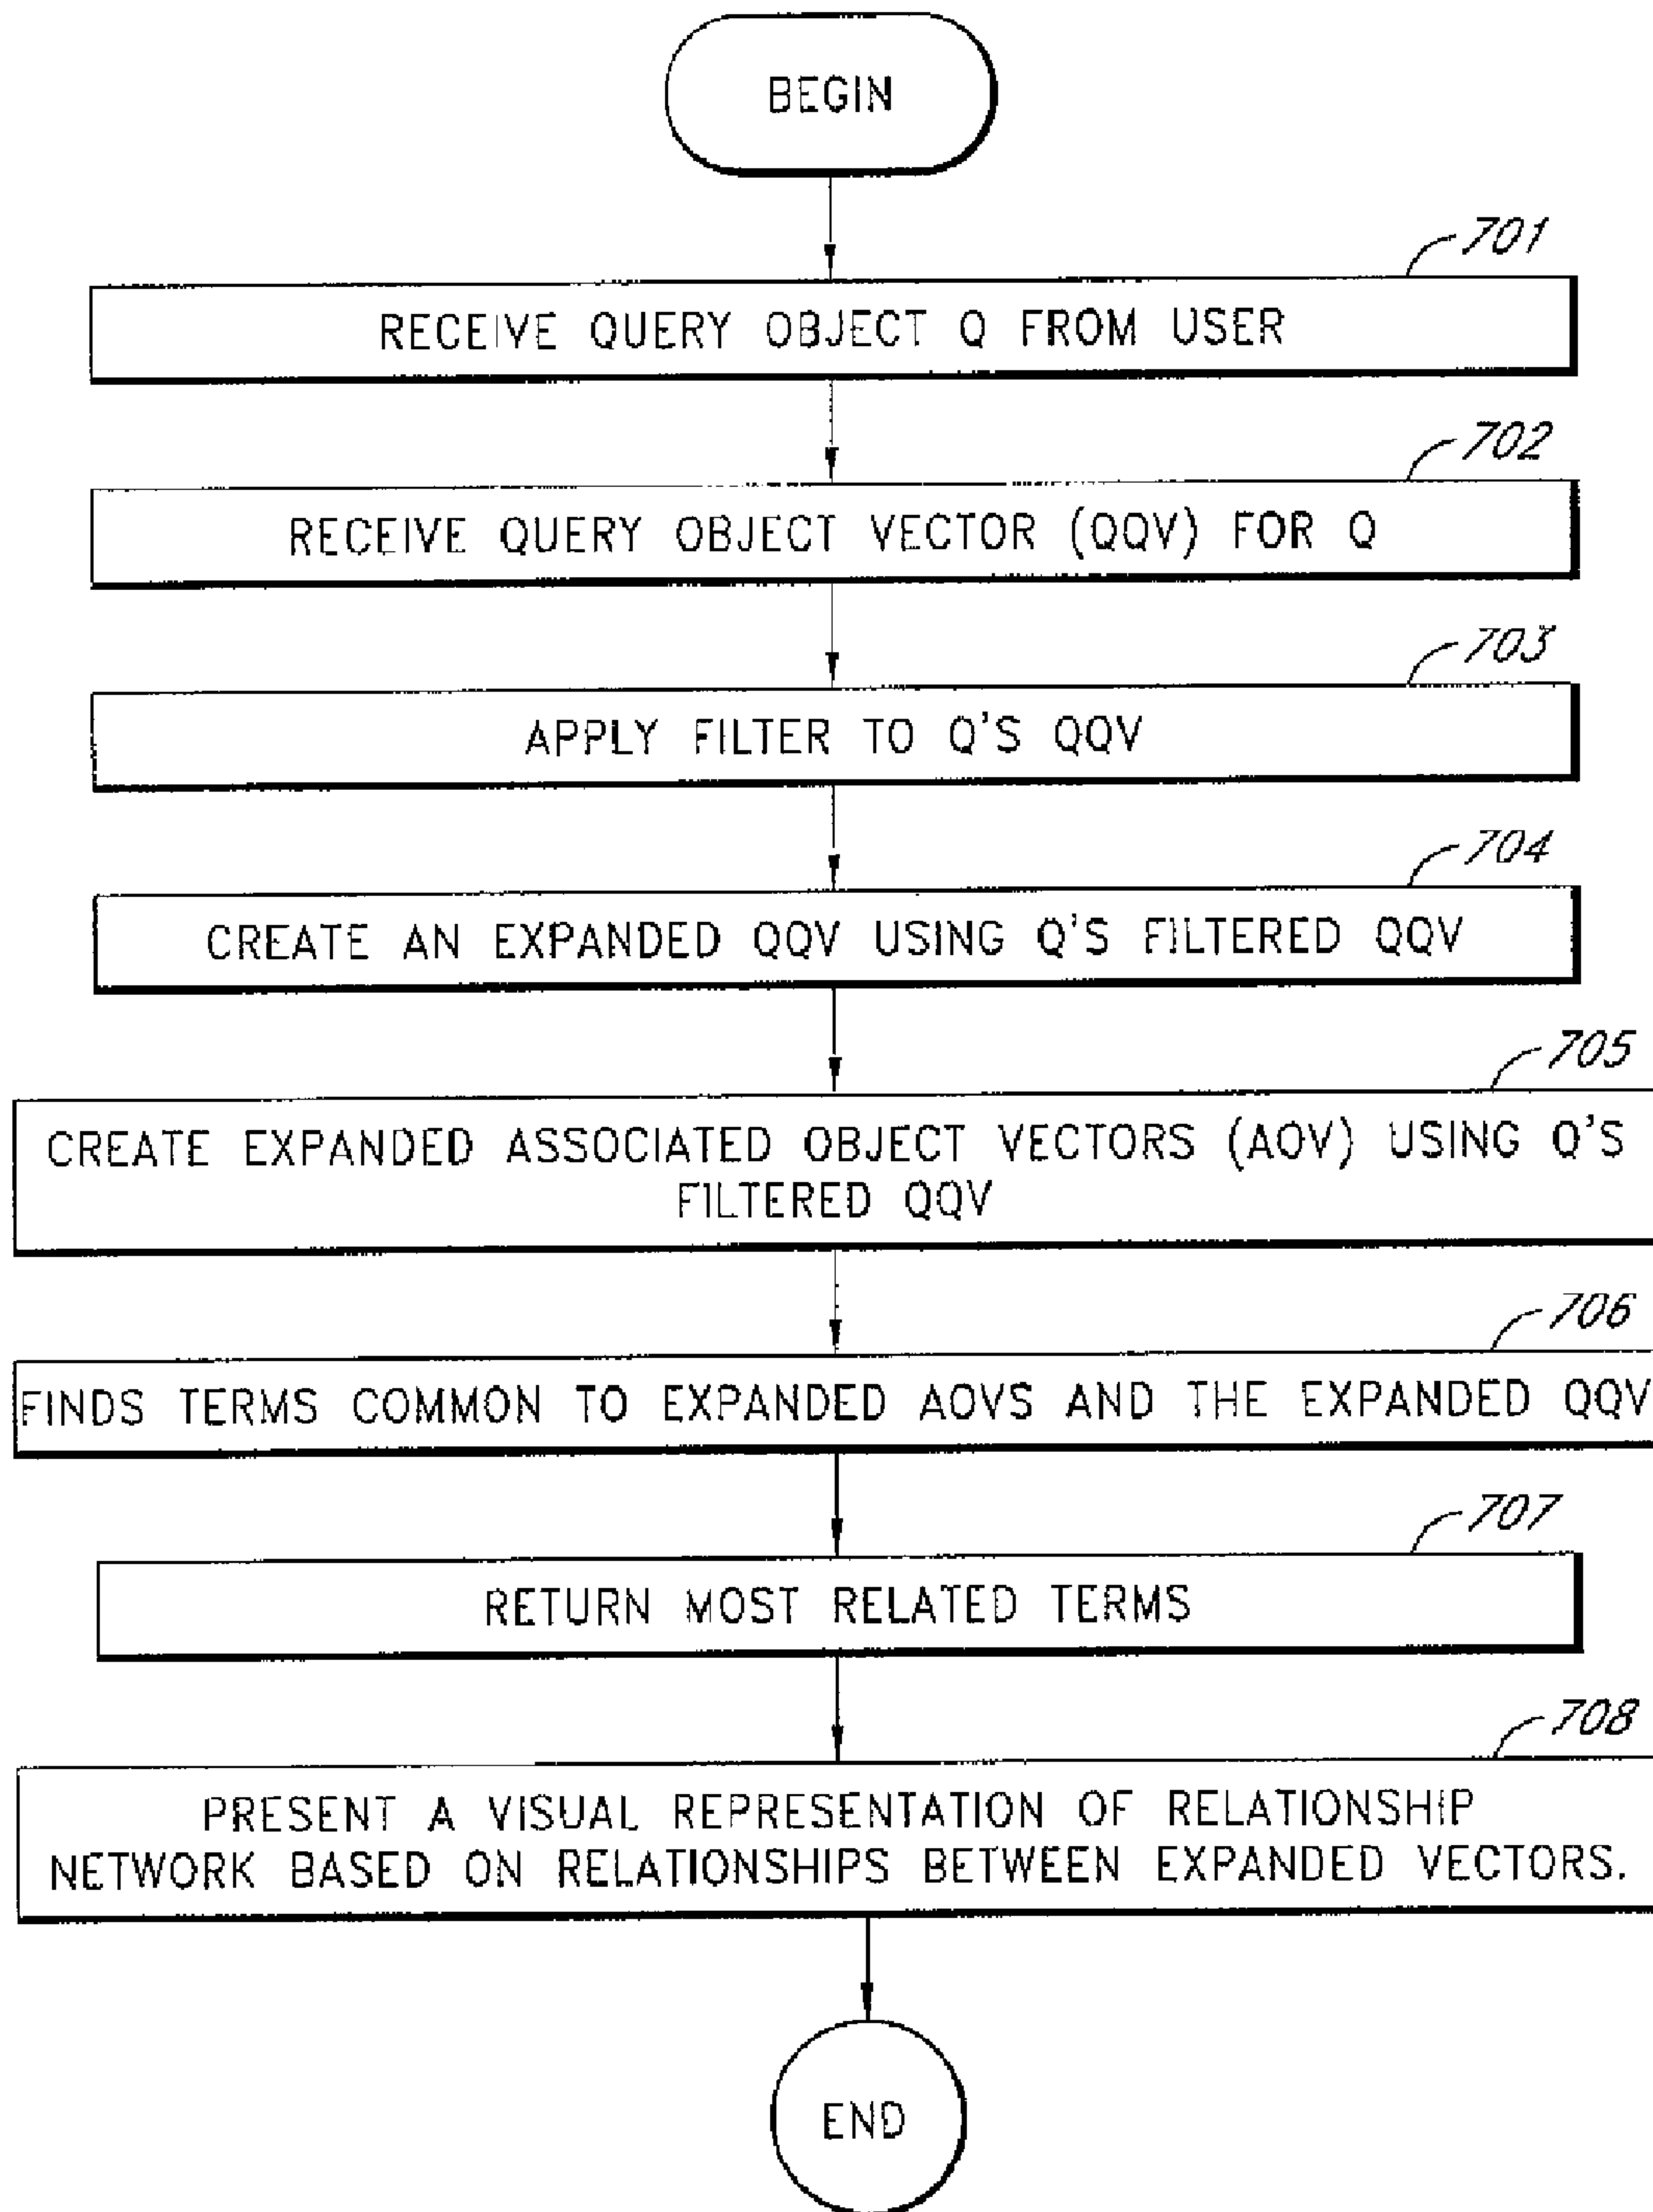 BEGIN
701
RECEIVE QUERY OBJECT Q FROM USER
702
RECEIVE QUERY OBJECT VECTOR (QQV) FOR Q
703
APPLY FILTER TO Q'S QQV
704
CREATE AN EXPANDED QQV USING Q'S FILTERED QQV
705
CREATE EXPANDED ASSOCIATED OBJECT VECTORS (AOV) USING Q'S
FILTERED QQV
706
FINDS TERMS COMMON TO EXPANDED AOVS AND THE EXPANDED QQV
707
RETURN MOST RELATED TERMS
708
PRESENT A VISUAL REPRESENTATION OF RELATIONSHIP
NETWORK BASED ON RELATIONSHIPS BETWEEN EXPANDED VECTORS.
END